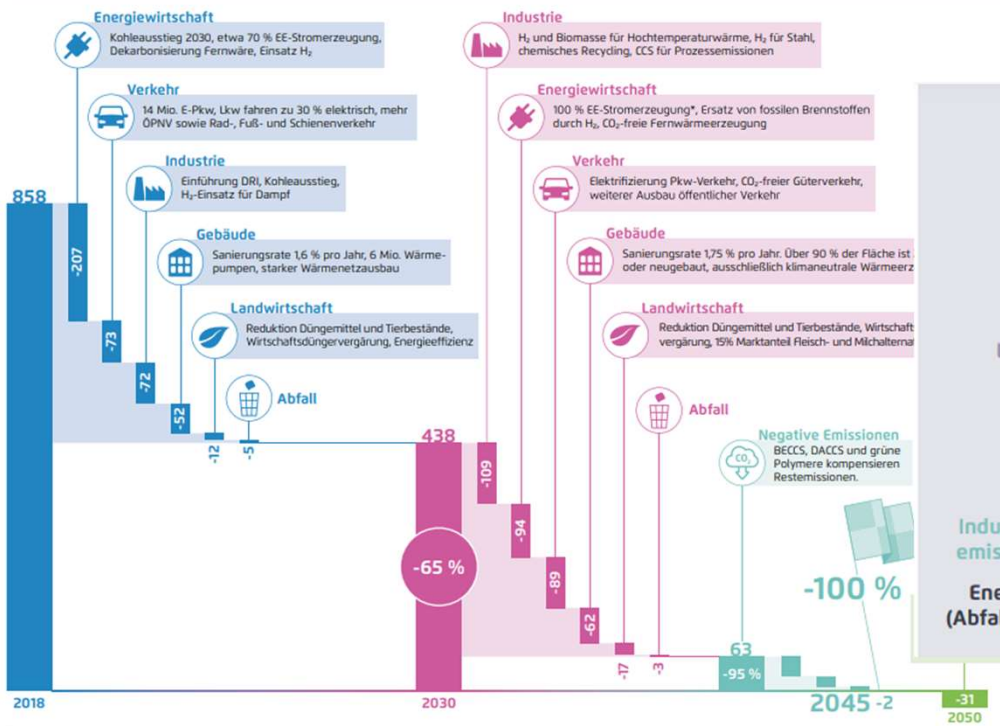 Energiewirtschaft
Kohleausstieg 2030, etwa 70 % EE-Stromerzeugung,
Dekarbonisierung Fernwäre, Einsatz H₂
Verkehr
14 Mio. E-Pkw, Lkw fahren zu 30 % elektrisch, mehr
ÖPNV sowie Rad-, Fuß- und Schienenverkehr
Industrie
Einführung DRI, Kohleausstieg,
H₂-Einsatz für Dampf
Gebäude
Sanierungsrate 1,6 % pro Jahr, 6 Mio. Wärme-
pumpen, starker Wärmenetzausbau
Landwirtschaft
Reduktion Düngemittel und Tierbestände,
Wirtschaftsdüngervergärung, Energieeffizienz
Abfall
858
-207
-73
-72
-52
-12
-5
2018
Industrie
H₂ und Biomasse für Hochtemperaturwärme, H₂ für Stahl,
chemisches Recycling, CCS für Prozessemissionen
Energiewirtschaft
100 % EE-Stromerzeugung*, Ersatz von fossilen Brennstoffen
durch H₂, CO₂-freie Fernwärmeerzeugung
Verkehr
Elektrifizierung Pkw-Verkehr, CO₂-freier Güterverkehr,
weiterer Ausbau öffentlicher Verkehr
Gebäude
Sanierungsrate 1,75 % pro Jahr. Über 90 % der Fläche ist
oder neugebaut, ausschließlich klimaneutrale Wärmeerz
Landwirtschaft
Reduktion Düngemittel und Tierbestände, Wirtschaft
vergärung, 15% Marktanteil Fleisch- und Milchalterna
Abfall
438
-65 %
-109
-94
-89
-62
-17
-3
2030
Negative Emissionen
BECCS, DACCS und grüne
Polymere kompensieren
Restemissionen.
CO₂
-100 %
63
-95 %
2045 -2
Indu
emis
Ene
(Abfa
-31
2050